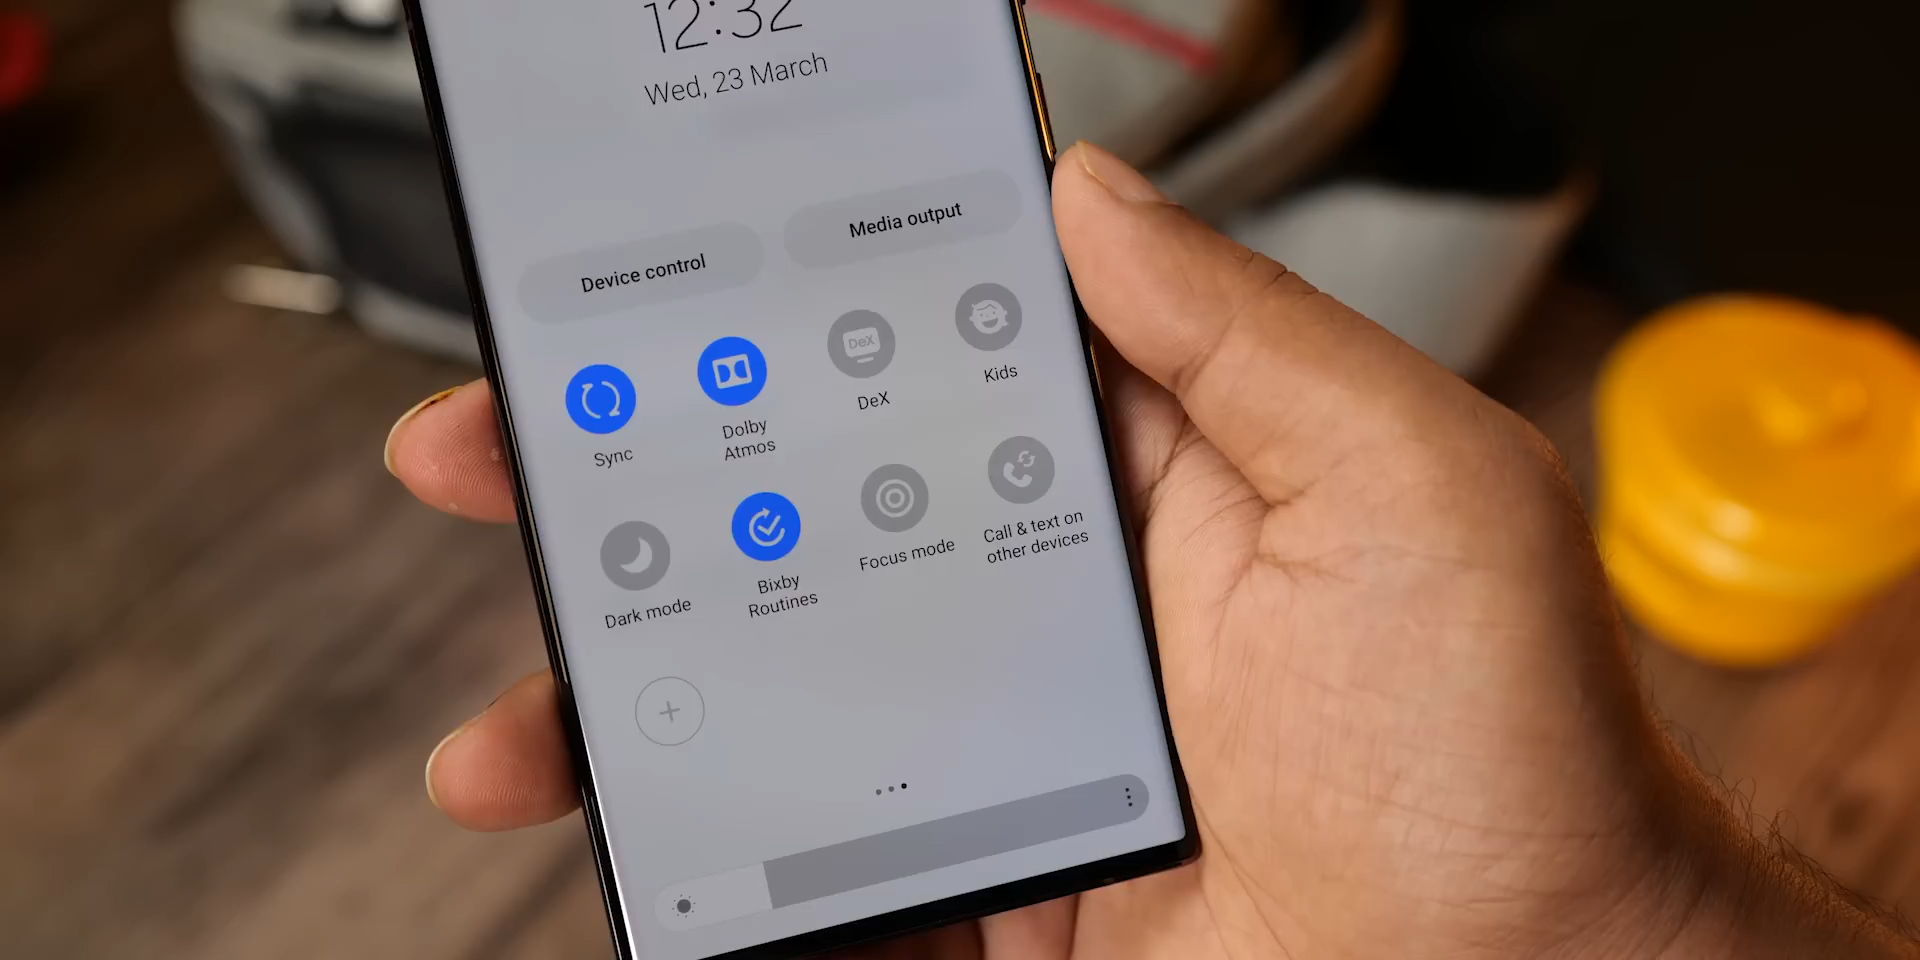 12:32
Wed, 23 March
Device control
Media output
Sync
Dolby
Atmos
DeX
DeX
Kids
Dark mode
Bixby
Routines
Focus mode
Call & text on
other devices